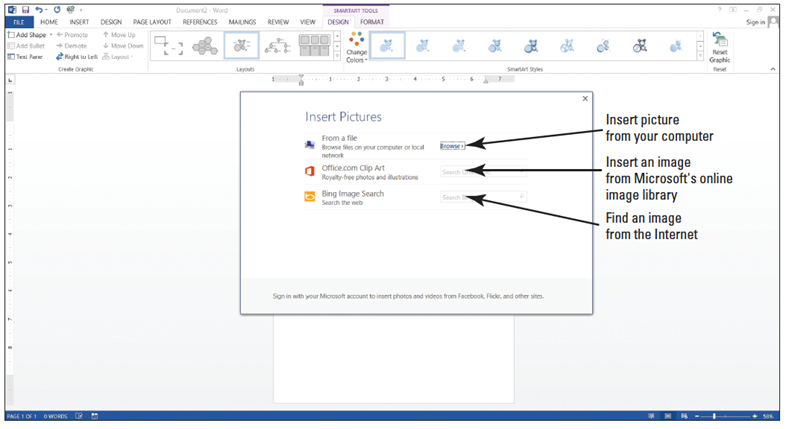 Document2 - Word
SMARTART TOOLS
FILE HOME INSERT DESIGN PAGE LAYOUT REFERENCES MAILINGS REVIEW VIEW DESIGN FORMAT
Sign in
Add Shape Promote Move Up
Add Bullet Demote Move Down
Text Pane Right to Left Layout
Create Graphic
Layouts
Change
Colors
SmartArt Styles
Reset
Graphic
Reset
Insert Pictures
From a file
Browse files on your computer or local
network
Browse
Office.com Clip Art
Royalty-free photos and illustrations
Search
Bing Image Search
Search the web
Search
Sign in with your Microsoft account to insert photos and videos from Facebook, Flickr, and other sites.
Insert picture
from your computer
Insert an image
from Microsoft's online
image library
Find an image
from the Internet
PAGE 1 OF 1 0 WORDS
50%